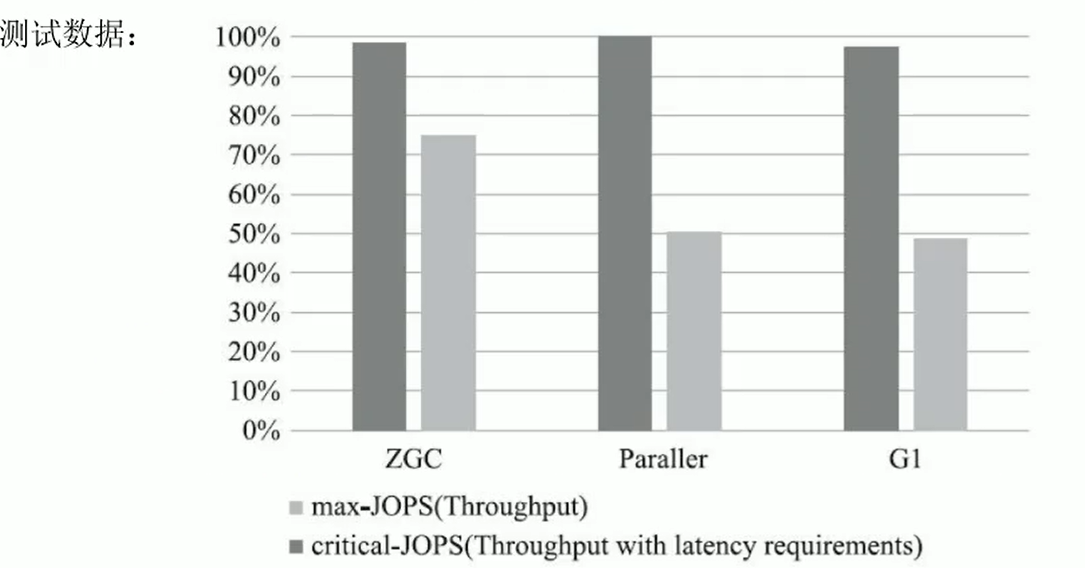 测试数据：
100%
90%
80%
70%
60%
50%
40%
30%
20%
10%
0%
ZGC Paraller G1
max-JOPS(Throughput)
critical-JOPS(Throughput with latency requirements)